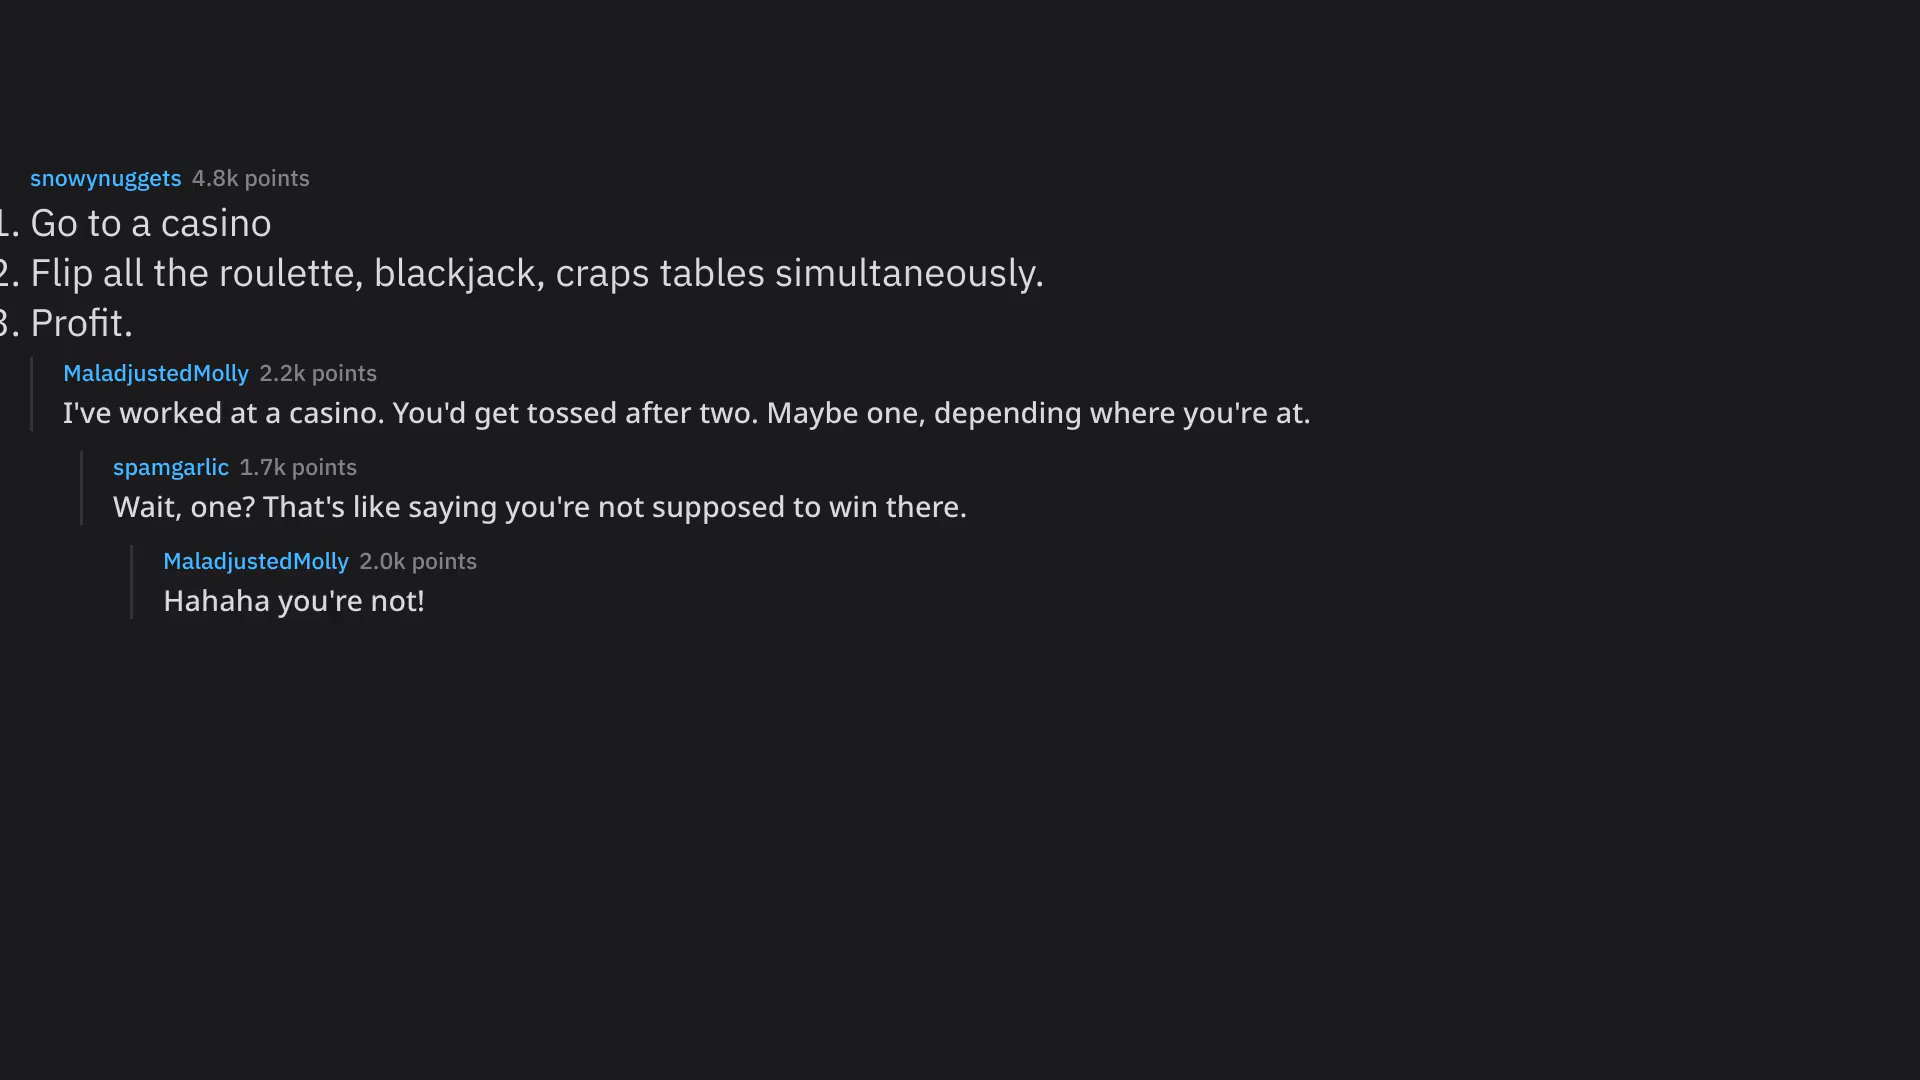 snowynuggets 4.8k points
1. Go to a casino
2. Flip all the roulette, blackjack, craps tables simultaneously.
3. Profit.
MaladjustedMolly 2.2k points
I've worked at a casino. You'd get tossed after two. Maybe one, depending where you're at.
spamgarlic 1.7k points
Wait, one? That's like saying you're not supposed to win there.
MaladjustedMolly 2.0k points
Hahaha you're not!